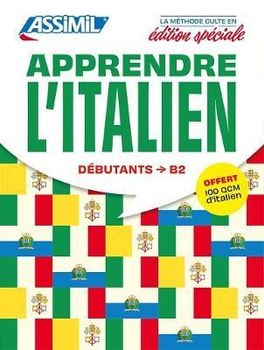 ASSiMiL
LA MÉTHODE CULTE EN
édition spéciale
APPRENDRE
L'ITALIEN
DÉBUTANTS → B2
OFFERT
100 QCM
d'italien